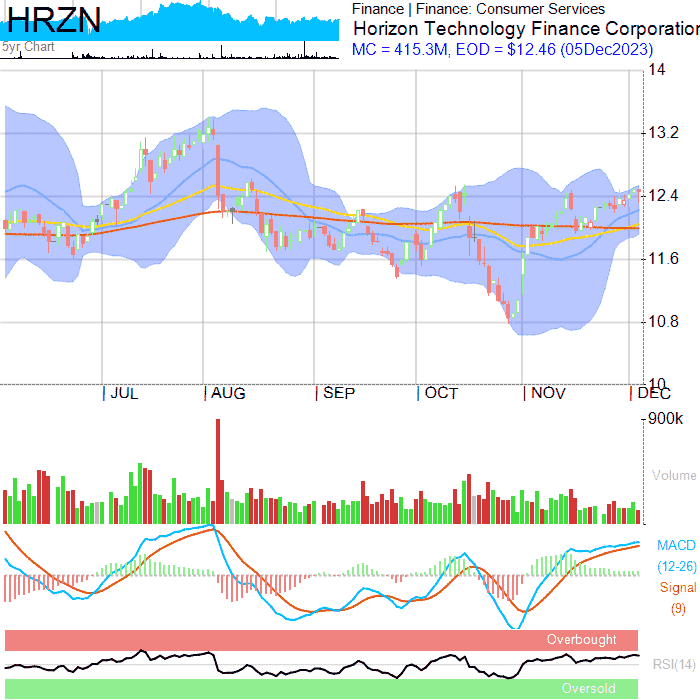 HRZN
5yr Chart
Finance | Finance: Consumer Services
Horizon Technology Finance Corporation
MC = 415.3M, EOD = $12.46 (05Dec2023)
14
13.2
12.4
11.6
10.8
10
JUL
AUG
SEP
OCT
NOV
DEC
900k
Volume
MACD
(12-26)
Signal
(9)
Overbought
RSI(14)
Oversold